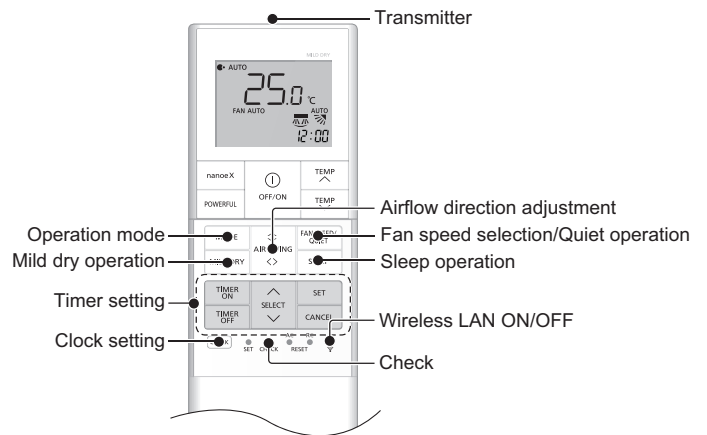 Transmitter
MILD DRY
AUTO
25.0 °C
FAN AUTO
AUTO
12:00
nanoe X
OFF/ON
TEMP
POWERFUL
TEMP
Airflow direction adjustment
Operation mode
Fan speed selection/Quiet operation
Mild dry operation
Sleep operation
TIMER
ON
SELECT
SET
Timer setting
TIMER
OFF
CANCEL
Wireless LAN ON/OFF
Clock setting
SET
RESET
Check